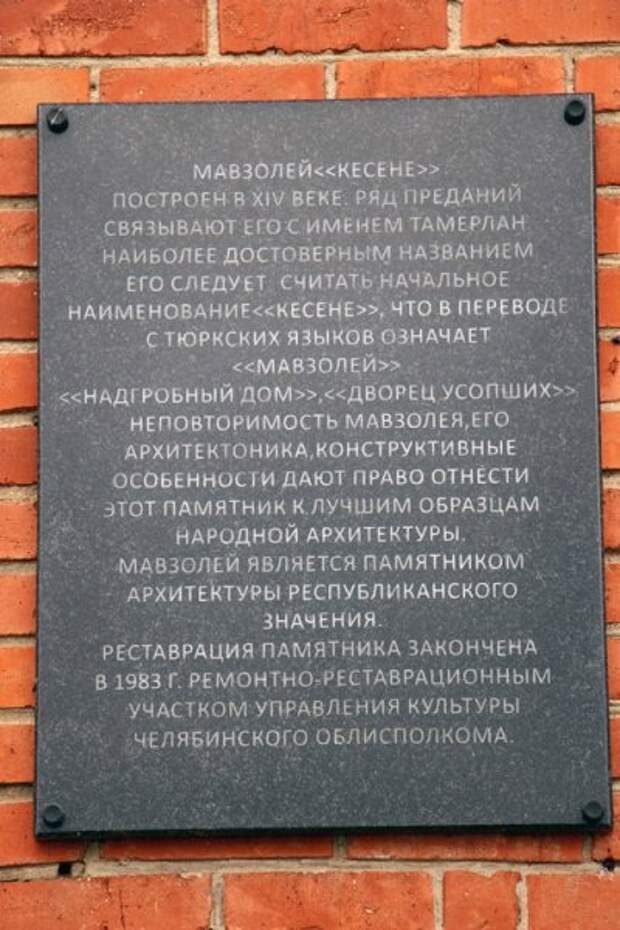 МАВЗОЛЕЙ<<КЕСЕНЕ>>
ПОСТРОЕН В XIV ВЕКЕ. РЯД ПРЕДАНИЙ
СВЯЗЫВАЮТ ЕГО С ИМЕНЕМ ТАМЕРЛАН
НАИБОЛЕЕ ДОСТОВЕРНЫМ НАЗВАНИЕМ
ЕГО СЛЕДУЕТ СЧИТАТЬ НАЧАЛЬНОЕ
НАИМЕНОВАНИЕ<<КЕСЕНЕ>>, ЧТО В ПЕРЕВОДЕ
С ТЮРКСКИХ ЯЗЫКОВ ОЗНАЧАЕТ
<<МАВЗОЛЕЙ>>
<<НАДГРОБНЫЙ ДОМ>>,<<ДВОРЕЦ УСОПШИХ>>
НЕПОВТОРИМОСТЬ МАВЗОЛЕЯ,ЕГО
АРХИТЕКТОНИКА,КОНСТРУКТИВНЫЕ
ОСОБЕННОСТИ ДАЮТ ПРАВО ОТНЕСТИ
ЭТОТ ПАМЯТНИК К ЛУЧШИМ ОБРАЗЦАМ
НАРОДНОЙ АРХИТЕКТУРЫ.
МАВЗОЛЕЙ ЯВЛЯЕТСЯ ПАМЯТНИКОМ
АРХИТЕКТУРЫ РЕСПУБЛИКАНСКОГО
ЗНАЧЕНИЯ.
РЕСТАВРАЦИЯ ПАМЯТНИКА ЗАКОНЧЕНА
В 1983 Г. РЕМОНТНО-РЕСТАВРАЦИОННЫМ
УЧАСТКОМ УПРАВЛЕНИЯ КУЛЬТУРЫ
ЧЕЛЯБИНСКОГО ОБЛИСПОЛКОМА.